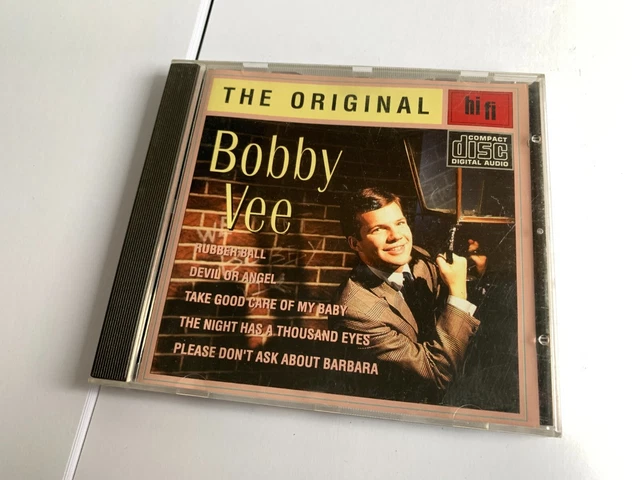 THE ORIGINAL
hi fi
COMPACT
disc
DIGITAL AUDIO
Bobby
Vee
RUBBER BALL
DEVIL OR ANGEL
TAKE GOOD CARE OF MY BABY
THE NIGHT HAS A THOUSAND EYES
PLEASE DON'T ASK ABOUT BARBARA